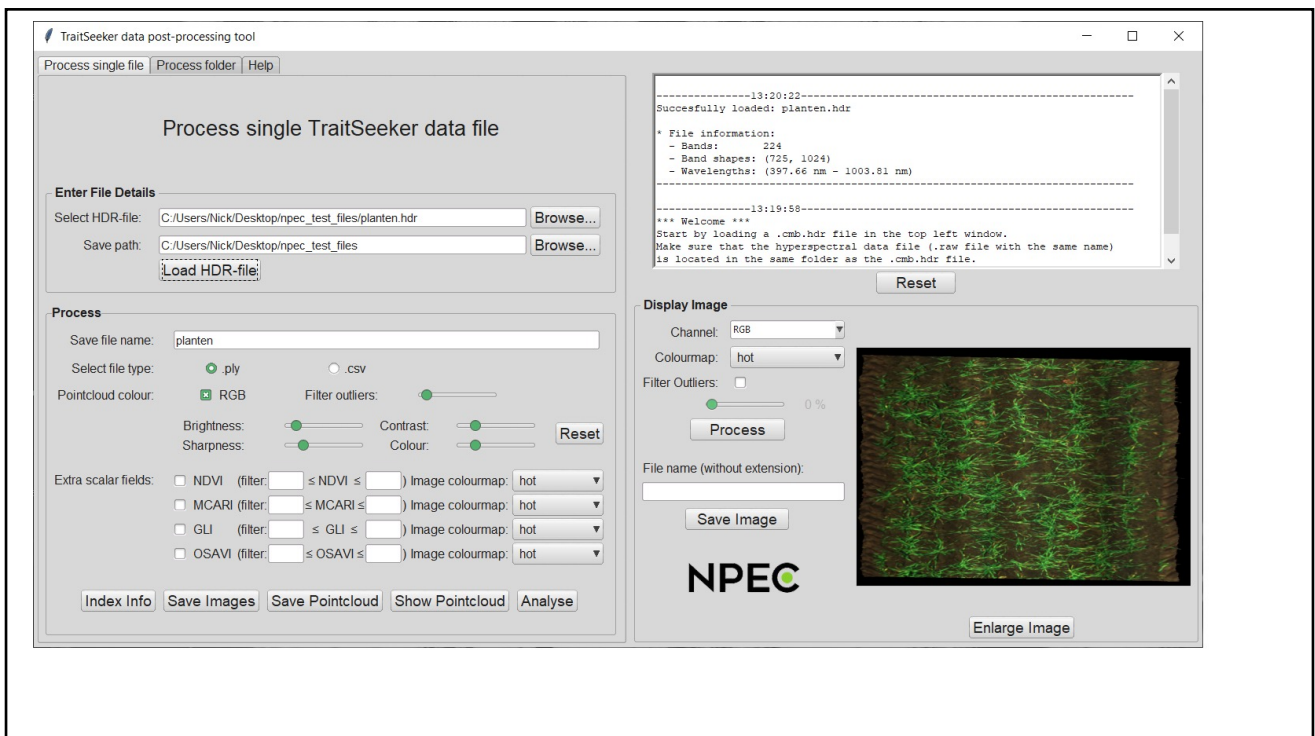 TraitSeeker data post-processing tool
Process single file Process folder Help
Process single TraitSeeker data file
Enter File Details
Select HDR-file: C:/Users/Nick/Desktop/npec_test_files/planten.hdr Browse...
Save path: C:/Users/Nick/Desktop/npec_test_files Browse...
Load HDR-file
Process
Save file name: planten
Select file type: .ply .csv
Pointcloud colour: RGB Filter outliers:
Brightness: Contrast:
Sharpness: Colour:
Reset
Extra scalar fields: NDVI (filter: ≤ NDVI ≤ ) Image colourmap: hot
MCARI (filter: ≤ MCARI ≤ ) Image colourmap: hot
GLI (filter: ≤ GLI ≤ ) Image colourmap: hot
OSAVI (filter: ≤ OSAVI ≤ ) Image colourmap: hot
Index Info Save Images Save Pointcloud Show Pointcloud Analyse
---------------13:20:22------------------------------------------------------
Succesfully loaded: planten.hdr
* File information:
- Bands: 224
- Band shapes: (725, 1024)
- Wavelengths: (397.66 nm - 1003.81 nm)
------------------------------------------------------------------------------
---------------13:19:58------------------------------------------------------
*** Welcome ***
Start by loading a .cmb.hdr file in the top left window.
Make sure that the hyperspectral data file (.raw file with the same name)
is located in the same folder as the .cmb.hdr file.
Reset
Display Image
Channel: RGB
Colourmap: hot
Filter Outliers:
0 %
Process
File name (without extension):
Save Image
NPEC
Enlarge Image